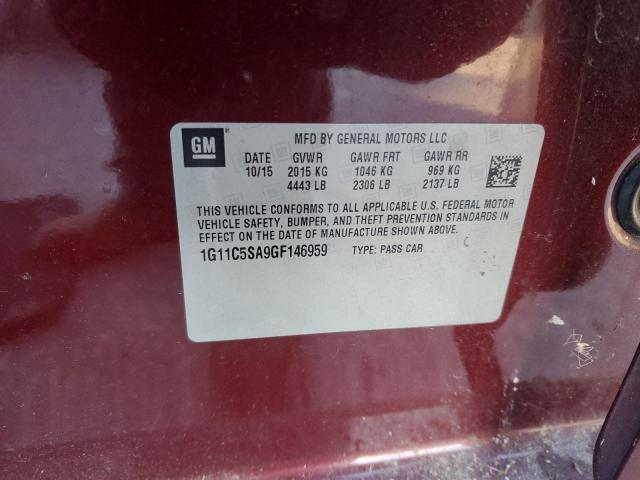 GM
MFD BY GENERAL MOTORS LLC
DATE GVWR GAWR FRT GAWR RR
10/15 2015 KG 1046 KG 969 KG
4443 LB 2306 LB 2137 LB
THIS VEHICLE CONFORMS TO ALL APPLICABLE U.S. FEDERAL MOTOR
VEHICLE SAFETY, BUMPER, AND THEFT PREVENTION STANDARDS IN
EFFECT ON THE DATE OF MANUFACTURE SHOWN ABOVE.
1G11C5SA9GF146959 TYPE: PASS CAR